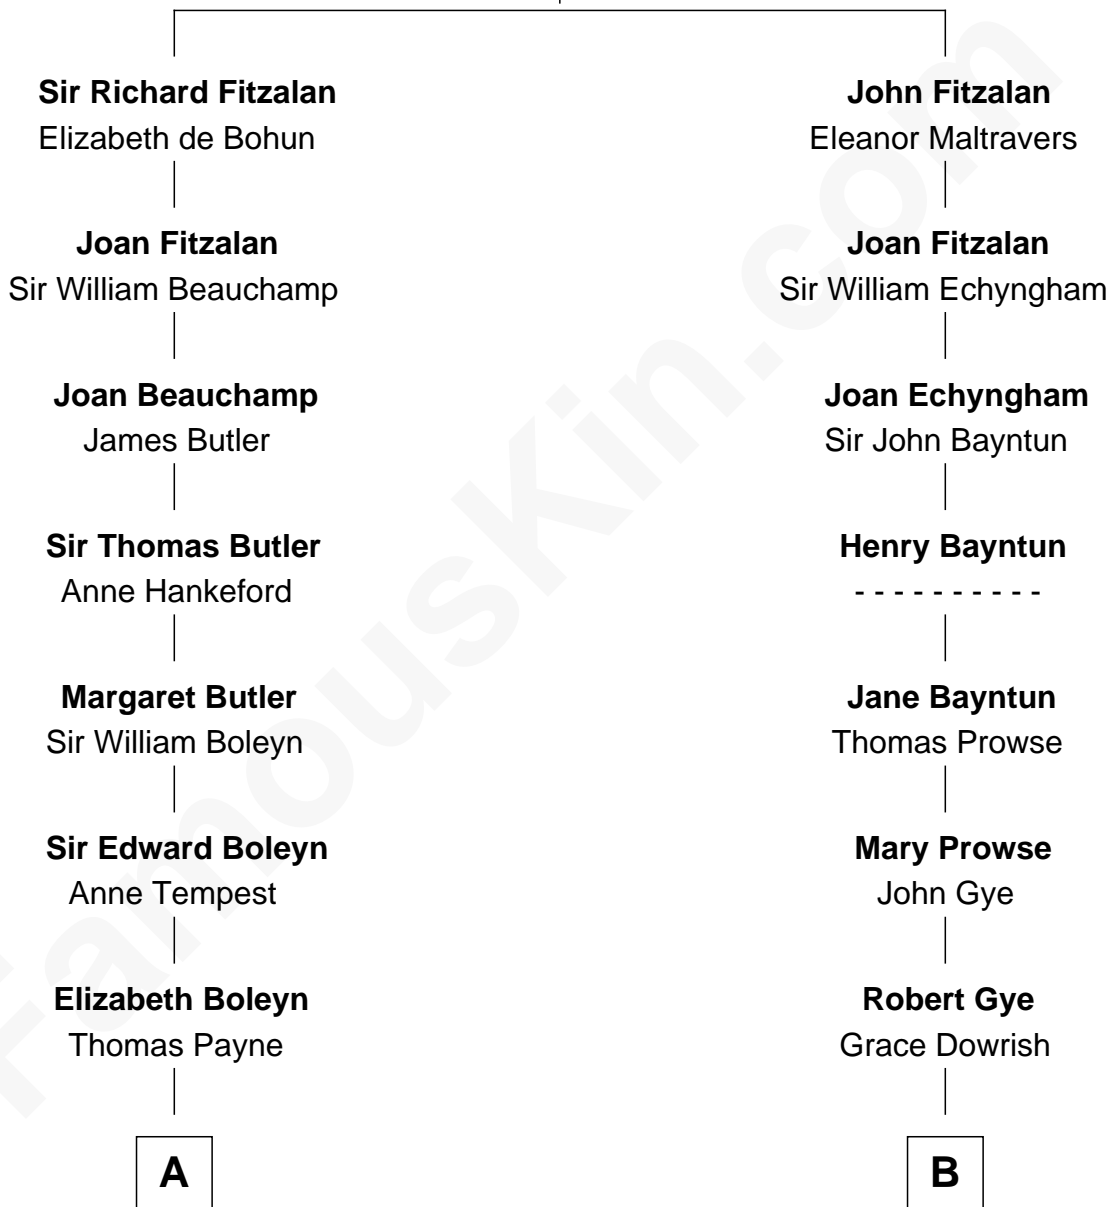 Sir Richard Fitzalan
Elizabeth de Bohun
Joan Fitzalan
Sir William Beauchamp
Joan Beauchamp
James Butler
Sir Thomas Butler
Anne Hankeford
Margaret Butler
Sir William Boleyn
Sir Edward Boleyn
Anne Tempest
Elizabeth Boleyn
Thomas Payne
A
John Fitzalan
Eleanor Maltravers
Joan Fitzalan
Sir William Echyngham
Joan Echyngham
Sir John Bayntun
Henry Bayntun
- - - - - - - - - -
Jane Bayntun
Thomas Prowse
Mary Prowse
John Gye
Robert Gye
Grace Dowrish
B
FamousKin.com